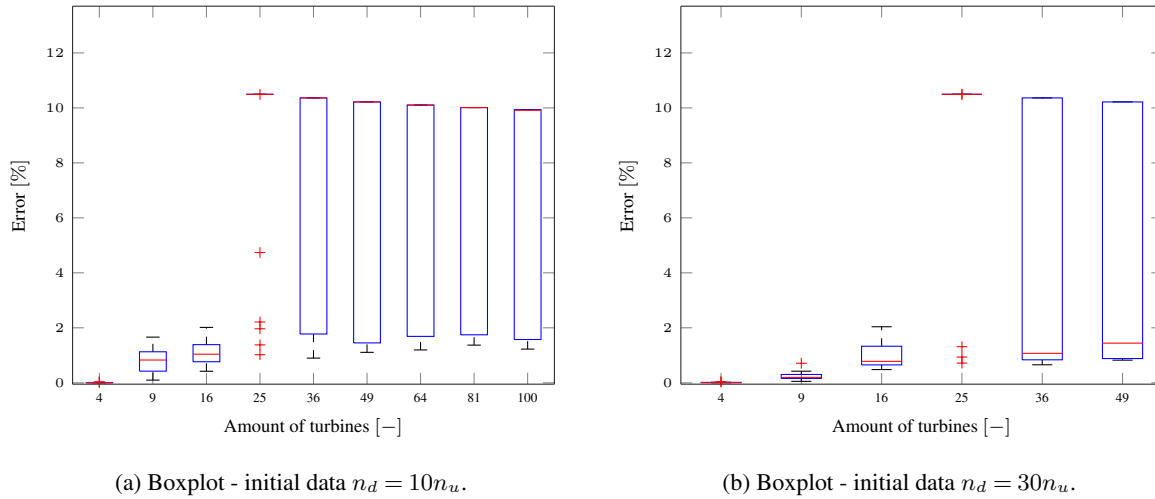 12
10
8
6
4
2
0
Error [%]
4 9 16 25 36 49 64 81 100
Amount of turbines [−]
(a) Boxplot - initial data n_d = 10n_u.
12
10
8
6
4
2
0
Error [%]
4 9 16 25 36 49
Amount of turbines [−]
(b) Boxplot - initial data n_d = 30n_u.